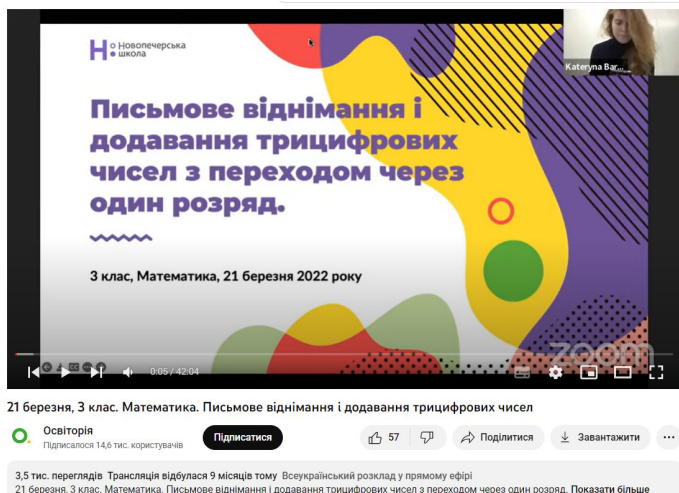 Новопечерська
школа
Kateryna Bar...
Письмове віднімання і
додавання трицифрових
чисел з переходом через
один розряд.
3 клас, Математика, 21 березня 2022 року
zoom
0:05 / 42:04
21 березня, 3 клас. Математика. Письмове віднімання і додавання трицифрових чисел
Освіторія
Підписалося 14,6 тис. користувачів
Підписатися
57
Поділитися
Завантажити
3,5 тис. переглядів Трансляція відбулася 9 місяців тому Всеукраїнський розклад у прямому ефірі
21 березня, 3 клас. Математика. Письмове віднімання і додавання трицифрових чисел з переходом через один розряд. Показати більше